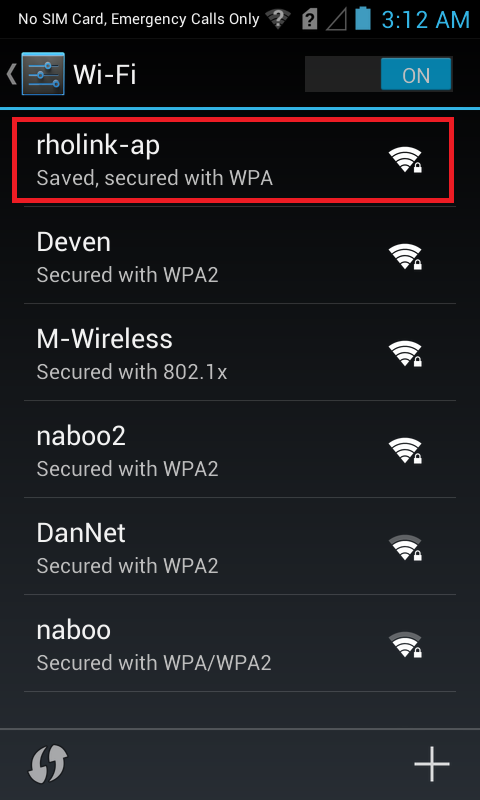 No SIM Card, Emergency Calls Only 3:12 AM
Wi-Fi ON
rholink-ap
Saved, secured with WPA
Deven
Secured with WPA2
M-Wireless
Secured with 802.1x
naboo2
Secured with WPA2
DanNet
Secured with WPA2
naboo
Secured with WPA/WPA2